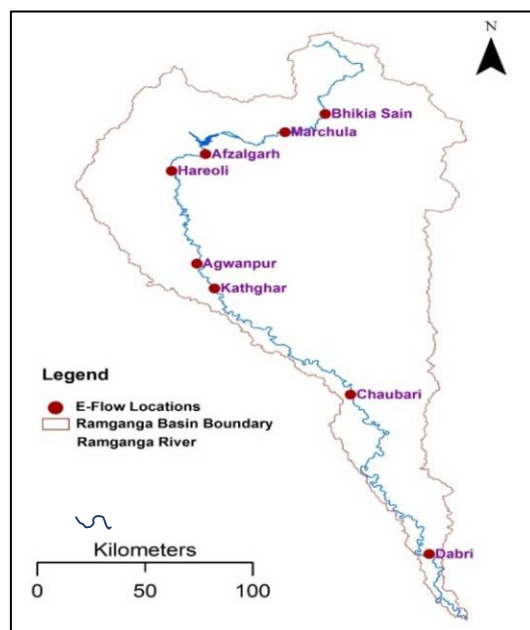 N
Bhikia Sain
Marchula
Afzalgarh
Hareoli
Agwanpur
Kathghar
Legend
Chaubari
E-Flow Locations
Ramganga Basin Boundary
Ramganga River
Kilometers
Dabri
0 50 100